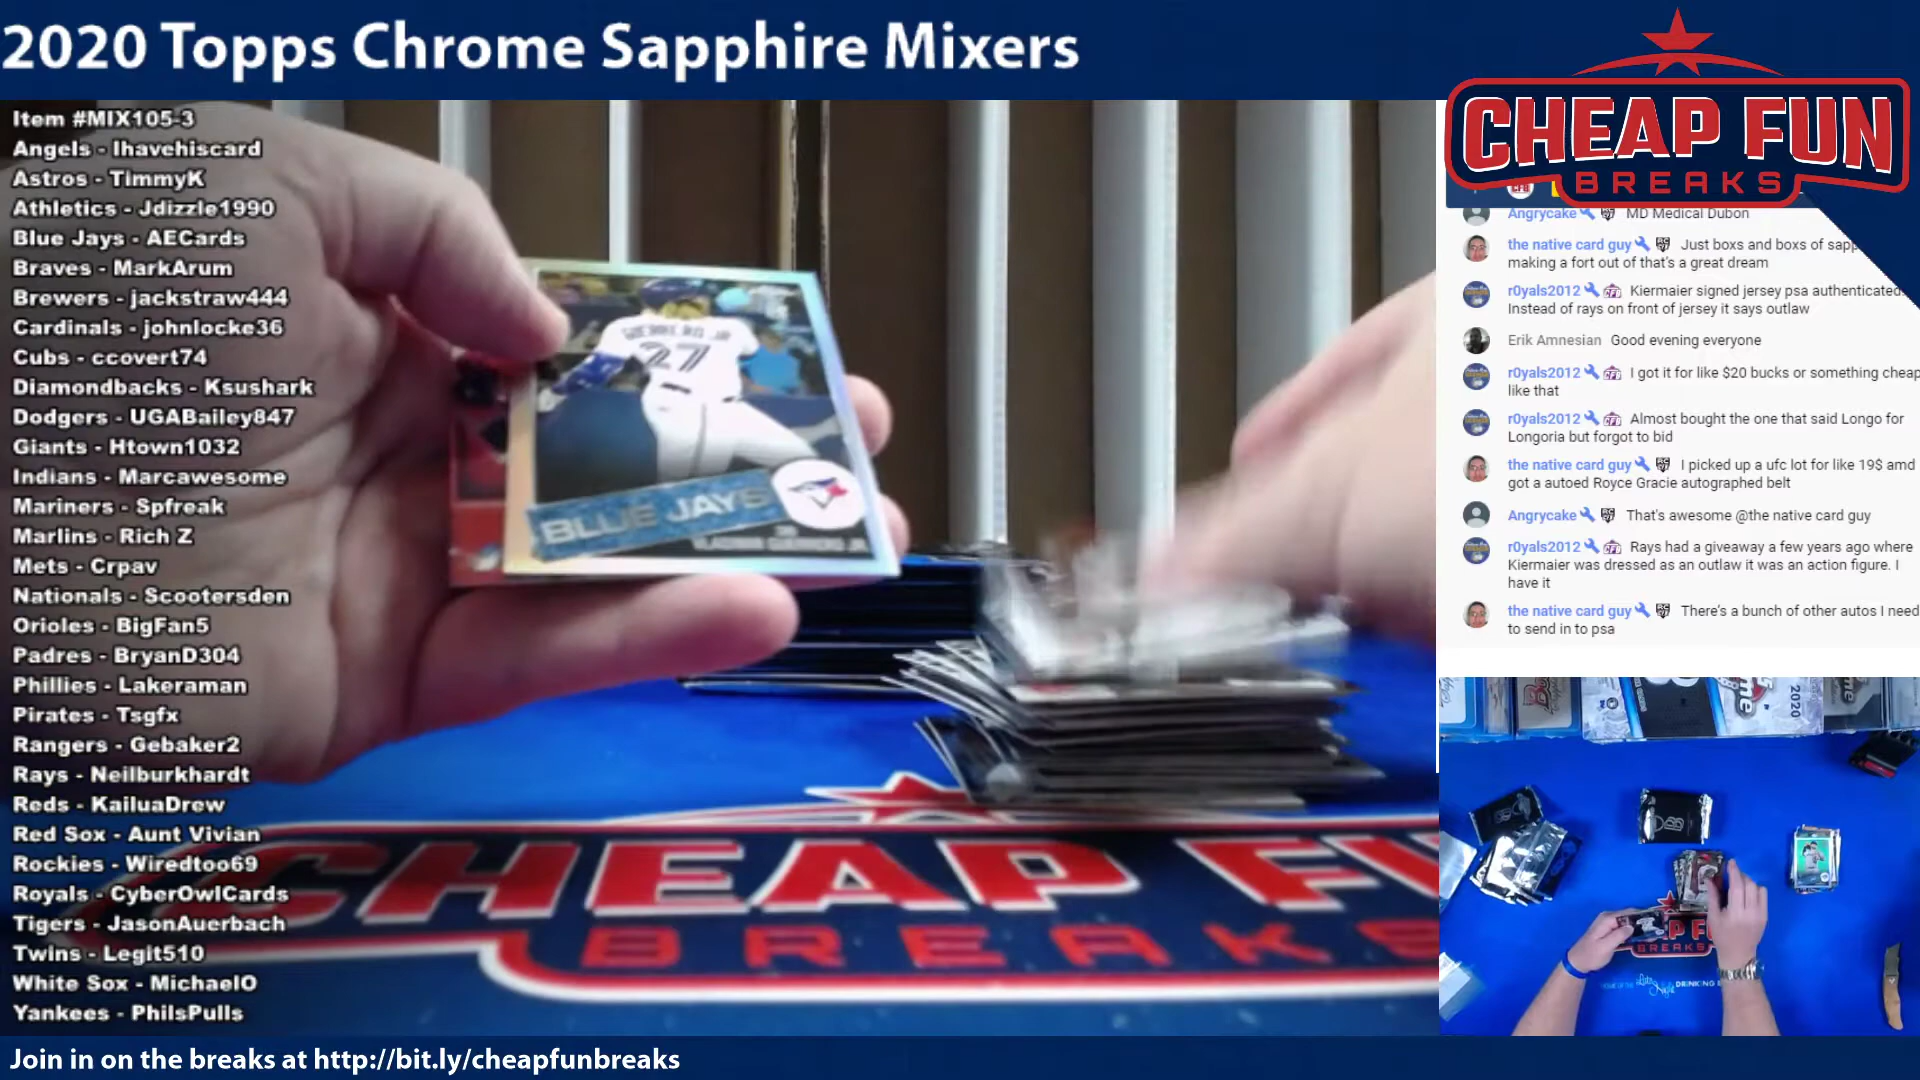 2020 Topps Chrome Sapphire Mixers
Item #MIX105-3
Angels - Ihavehiscard
Astros - TimmyK
Athletics - Jdizzle1990
Blue Jays - AECards
Braves - MarkArum
Brewers - jackstraw444
Cardinals - johnlocke36
Cubs - ccovert74
Diamondbacks - Ksushark
Dodgers - UGABailey847
Giants - Htown1032
Indians - Marcawesome
Mariners - Spfreak
Marlins - Rich Z
Mets - Crpav
Nationals - Scootersden
Orioles - BigFan5
Padres - BryanD304
Phillies - Lakeraman
Pirates - Tsgfx
Rangers - Gebaker2
Rays - Neilburkhardt
Reds - KailuaDrew
Red Sox - Aunt Vivian
Rockies - Wiredtoo69
Royals - CyberOwlCards
Tigers - JasonAuerbach
Twins - Legit510
White Sox - MichaelO
Yankees - PhilsPulls
GUERRERO JR
27
BLUE JAYS
CHEAP FU
BREAKS
CHEAP FUN
BREAKS
Angrycake MD Medical Dubon
the native card guy Just boxs and boxs of sapp
making a fort out of that's a great dream
r0yals2012 Kiermaier signed jersey psa authenticated.
Instead of rays on front of jersey it says outlaw
Erik Amnesian Good evening everyone
r0yals2012 I got it for like $20 bucks or something cheap
like that
r0yals2012 Almost bought the one that said Longo for
Longoria but forgot to bid
the native card guy I picked up a ufc lot for like 19$ amd
got a autoed Royce Gracie autographed belt
Angrycake That's awesome @the native card guy
r0yals2012 Rays had a giveaway a few years ago where
Kiermaier was dressed as an outlaw it was an action figure. I
have it
the native card guy There's a bunch of other autos I need
to send in to psa
2020
BREAKS
DRINKING
Join in on the breaks at http://bit.ly/cheapfunbreaks